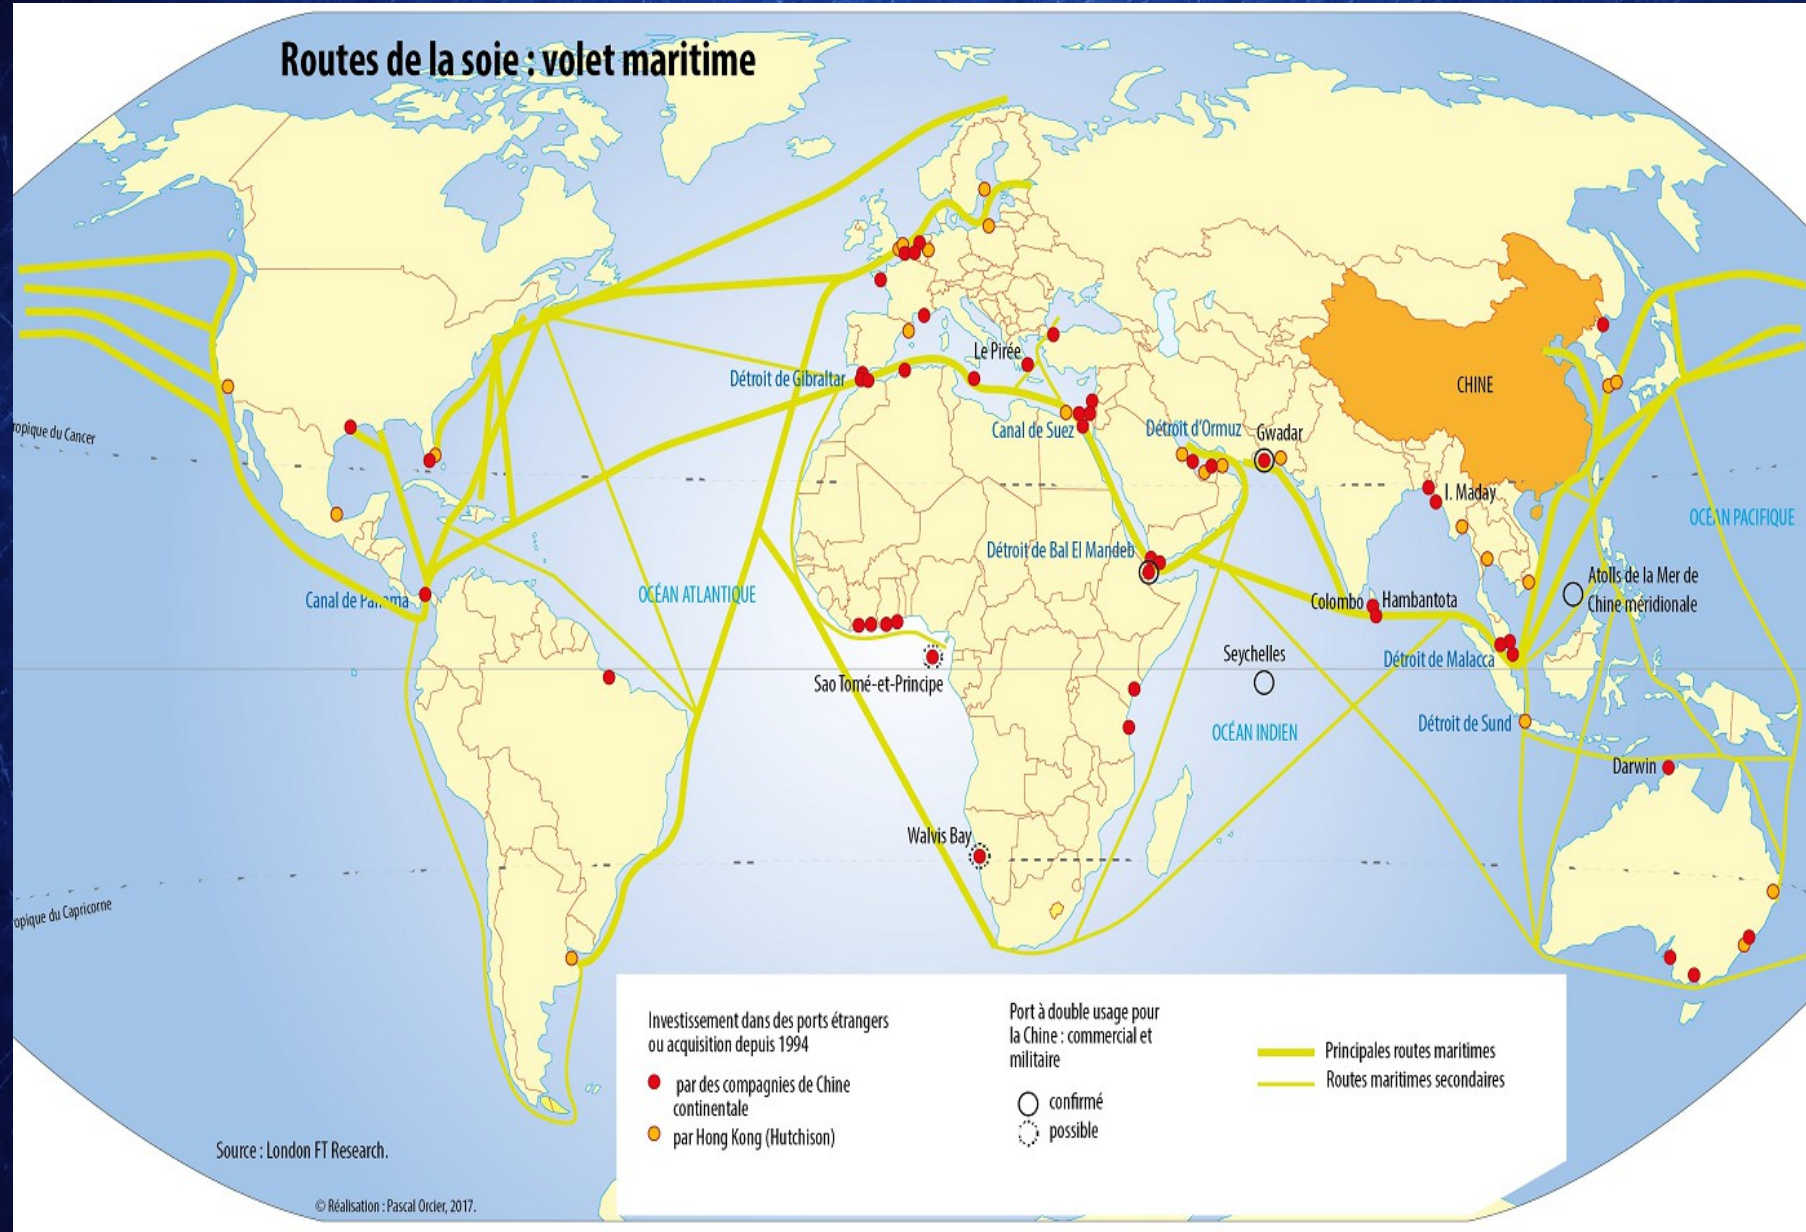 Routes de la soie : volet maritime
Le Pirée
Détroit de Gibraltar
CHINE
Canal de Suez
Détroit d'Ormuz
Gwadar
ropique du Cancer
I. Maday
OCÉAN PACIFIQUE
Détroit de Bal El Mandeb
Atolls de la Mer de
Chine méridionale
OCÉAN ATLANTIQUE
Canal de Panama
Colombo
Hambantota
Seychelles
Détroit de Malacca
Sao Tomé-et-Principe
OCÉAN INDIEN
Détroit de Sund
Darwin
Walvis Bay
opique du Capricorne
Investissement dans des ports étrangers
ou acquisition depuis 1994
par des compagnies de Chine
continentale
par Hong Kong (Hutchison)
Port à double usage pour
la Chine : commercial et
militaire
confirmé
possible
Principales routes maritimes
Routes maritimes secondaires
Source : London FT Research.
© Réalisation : Pascal Orcier, 2017.